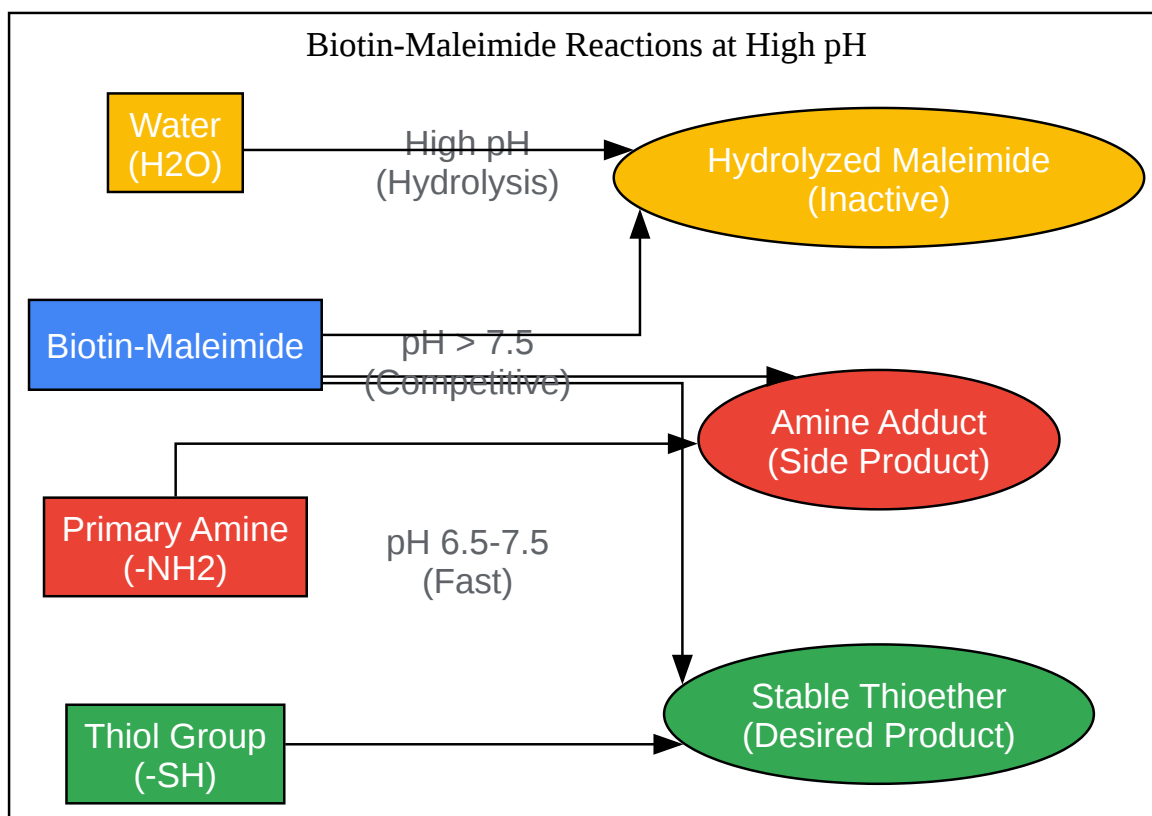 Biotin-Maleimide Reactions at High pH
Water
(H2O)
High pH
(Hydrolysis)
Hydrolyzed Maleimide
(Inactive)
Biotin-Maleimide
pH > 7.5
(Competitive)
Amine Adduct
(Side Product)
Primary Amine
(-NH2)
pH 6.5-7.5
(Fast)
Stable Thioether
(Desired Product)
Thiol Group
(-SH)